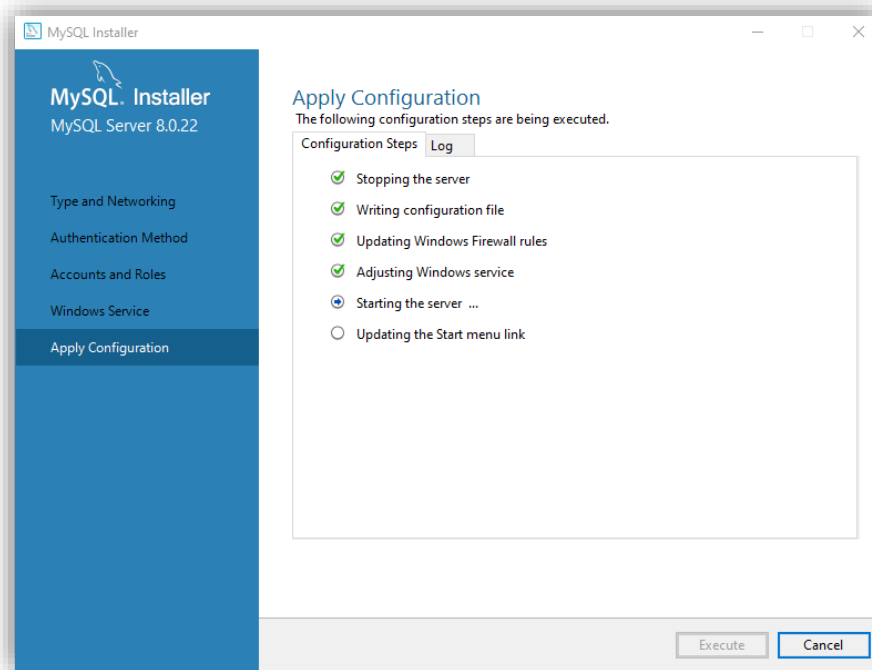 MySQL Installer
MySQL. Installer
MySQL Server 8.0.22
Type and Networking
Authentication Method
Accounts and Roles
Windows Service
Apply Configuration
Apply Configuration
The following configuration steps are being executed.
Configuration Steps
Log
Stopping the server
Writing configuration file
Updating Windows Firewall rules
Adjusting Windows service
Starting the server ...
Updating the Start menu link
Execute
Cancel